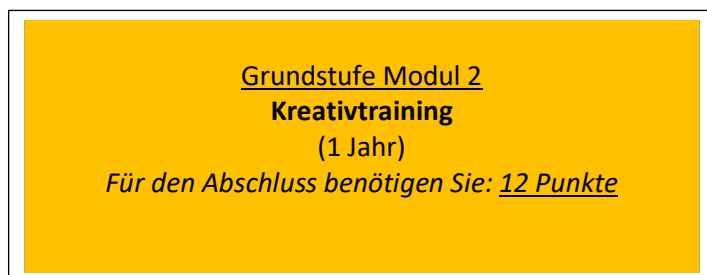 Grundstufe Modul 2
Kreativtraining
(1 Jahr)
Für den Abschluss benötigen Sie: 12 Punkte